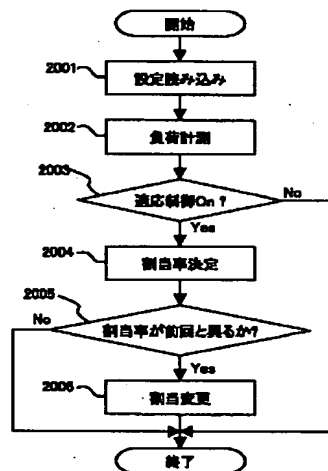 開始
2001
設定読み込み
2002
負荷計測
2003
適応制御On？
No
Yes
2004
割当率決定
2005
No
割当率が前回と異るか？
Yes
2006
割当変更
終了